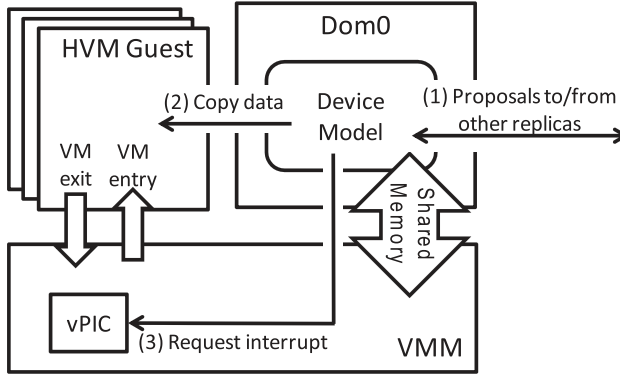 HVM Guest
Dom0
(2) Copy data
Device
Model
(1) Proposals to/from
other replicas
VM
exit
VM
entry
Shared
Memory
vPIC
(3) Request interrupt
VMM